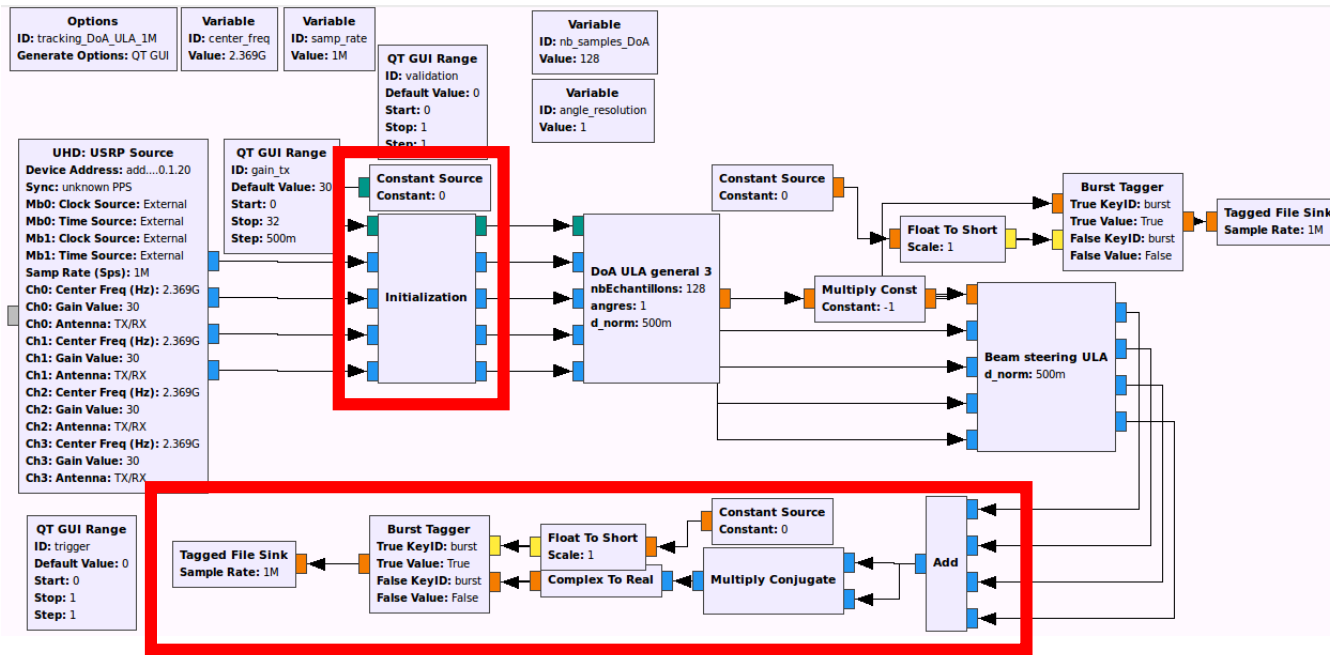 Options
ID: tracking_DoA_ULA_1M
Generate Options: QT GUI
Variable
ID: center_freq
Value: 2.369G
Variable
ID: samp_rate
Value: 1M
QT GUI Range
ID: validation
Default Value: 0
Start: 0
Stop: 1
Step: 1
Variable
ID: nb_samples_DoA
Value: 128
Variable
ID: angle_resolution
Value: 1
UHD: USRP Source
Device Address: add....0.1.20
Sync: unknown PPS
Mb0: Clock Source: External
Mb0: Time Source: External
Mb1: Clock Source: External
Mb1: Time Source: External
Samp Rate (Sps): 1M
Ch0: Center Freq (Hz): 2.369G
Ch0: Gain Value: 30
Ch0: Antenna: TX/RX
Ch1: Center Freq (Hz): 2.369G
Ch1: Gain Value: 30
Ch1: Antenna: TX/RX
Ch2: Center Freq (Hz): 2.369G
Ch2: Gain Value: 30
Ch2: Antenna: TX/RX
Ch3: Center Freq (Hz): 2.369G
Ch3: Gain Value: 30
Ch3: Antenna: TX/RX
QT GUI Range
ID: gain_tx
Default Value: 30
Start: 0
Stop: 32
Step: 500m
Constant Source
Constant: 0
Initialization
DoA ULA general 3
nbEchantillons: 128
angres: 1
d_norm: 500m
Constant Source
Constant: 0
Float To Short
Scale: 1
Multiply Const
Constant: -1
Burst Tagger
True KeyID: burst
True Value: True
False KeyID: burst
False Value: False
Tagged File Sink
Sample Rate: 1M
Beam steering ULA
d_norm: 500m
QT GUI Range
ID: trigger
Default Value: 0
Start: 0
Stop: 1
Step: 1
Tagged File Sink
Sample Rate: 1M
Burst Tagger
True KeyID: burst
True Value: True
False KeyID: burst
False Value: False
Float To Short
Scale: 1
Complex To Real
Constant Source
Constant: 0
Multiply Conjugate
Add